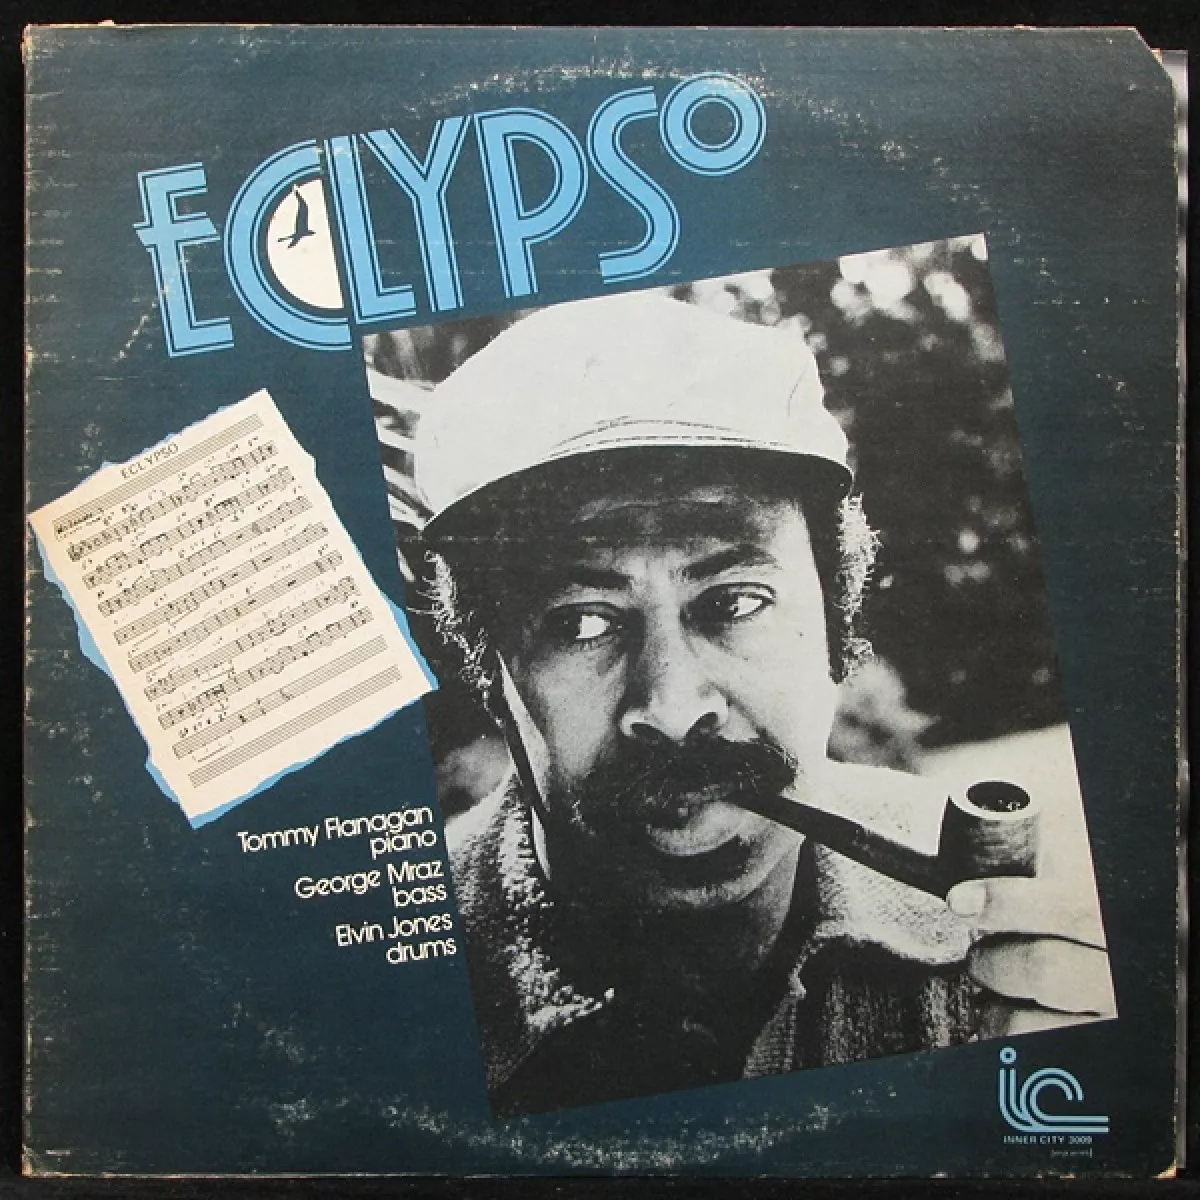 ECLYPSO
ECLYPSO
Tommy Flanagan
piano
George Mraz
bass
Elvin Jones
drums
ic
INNER CITY 3009